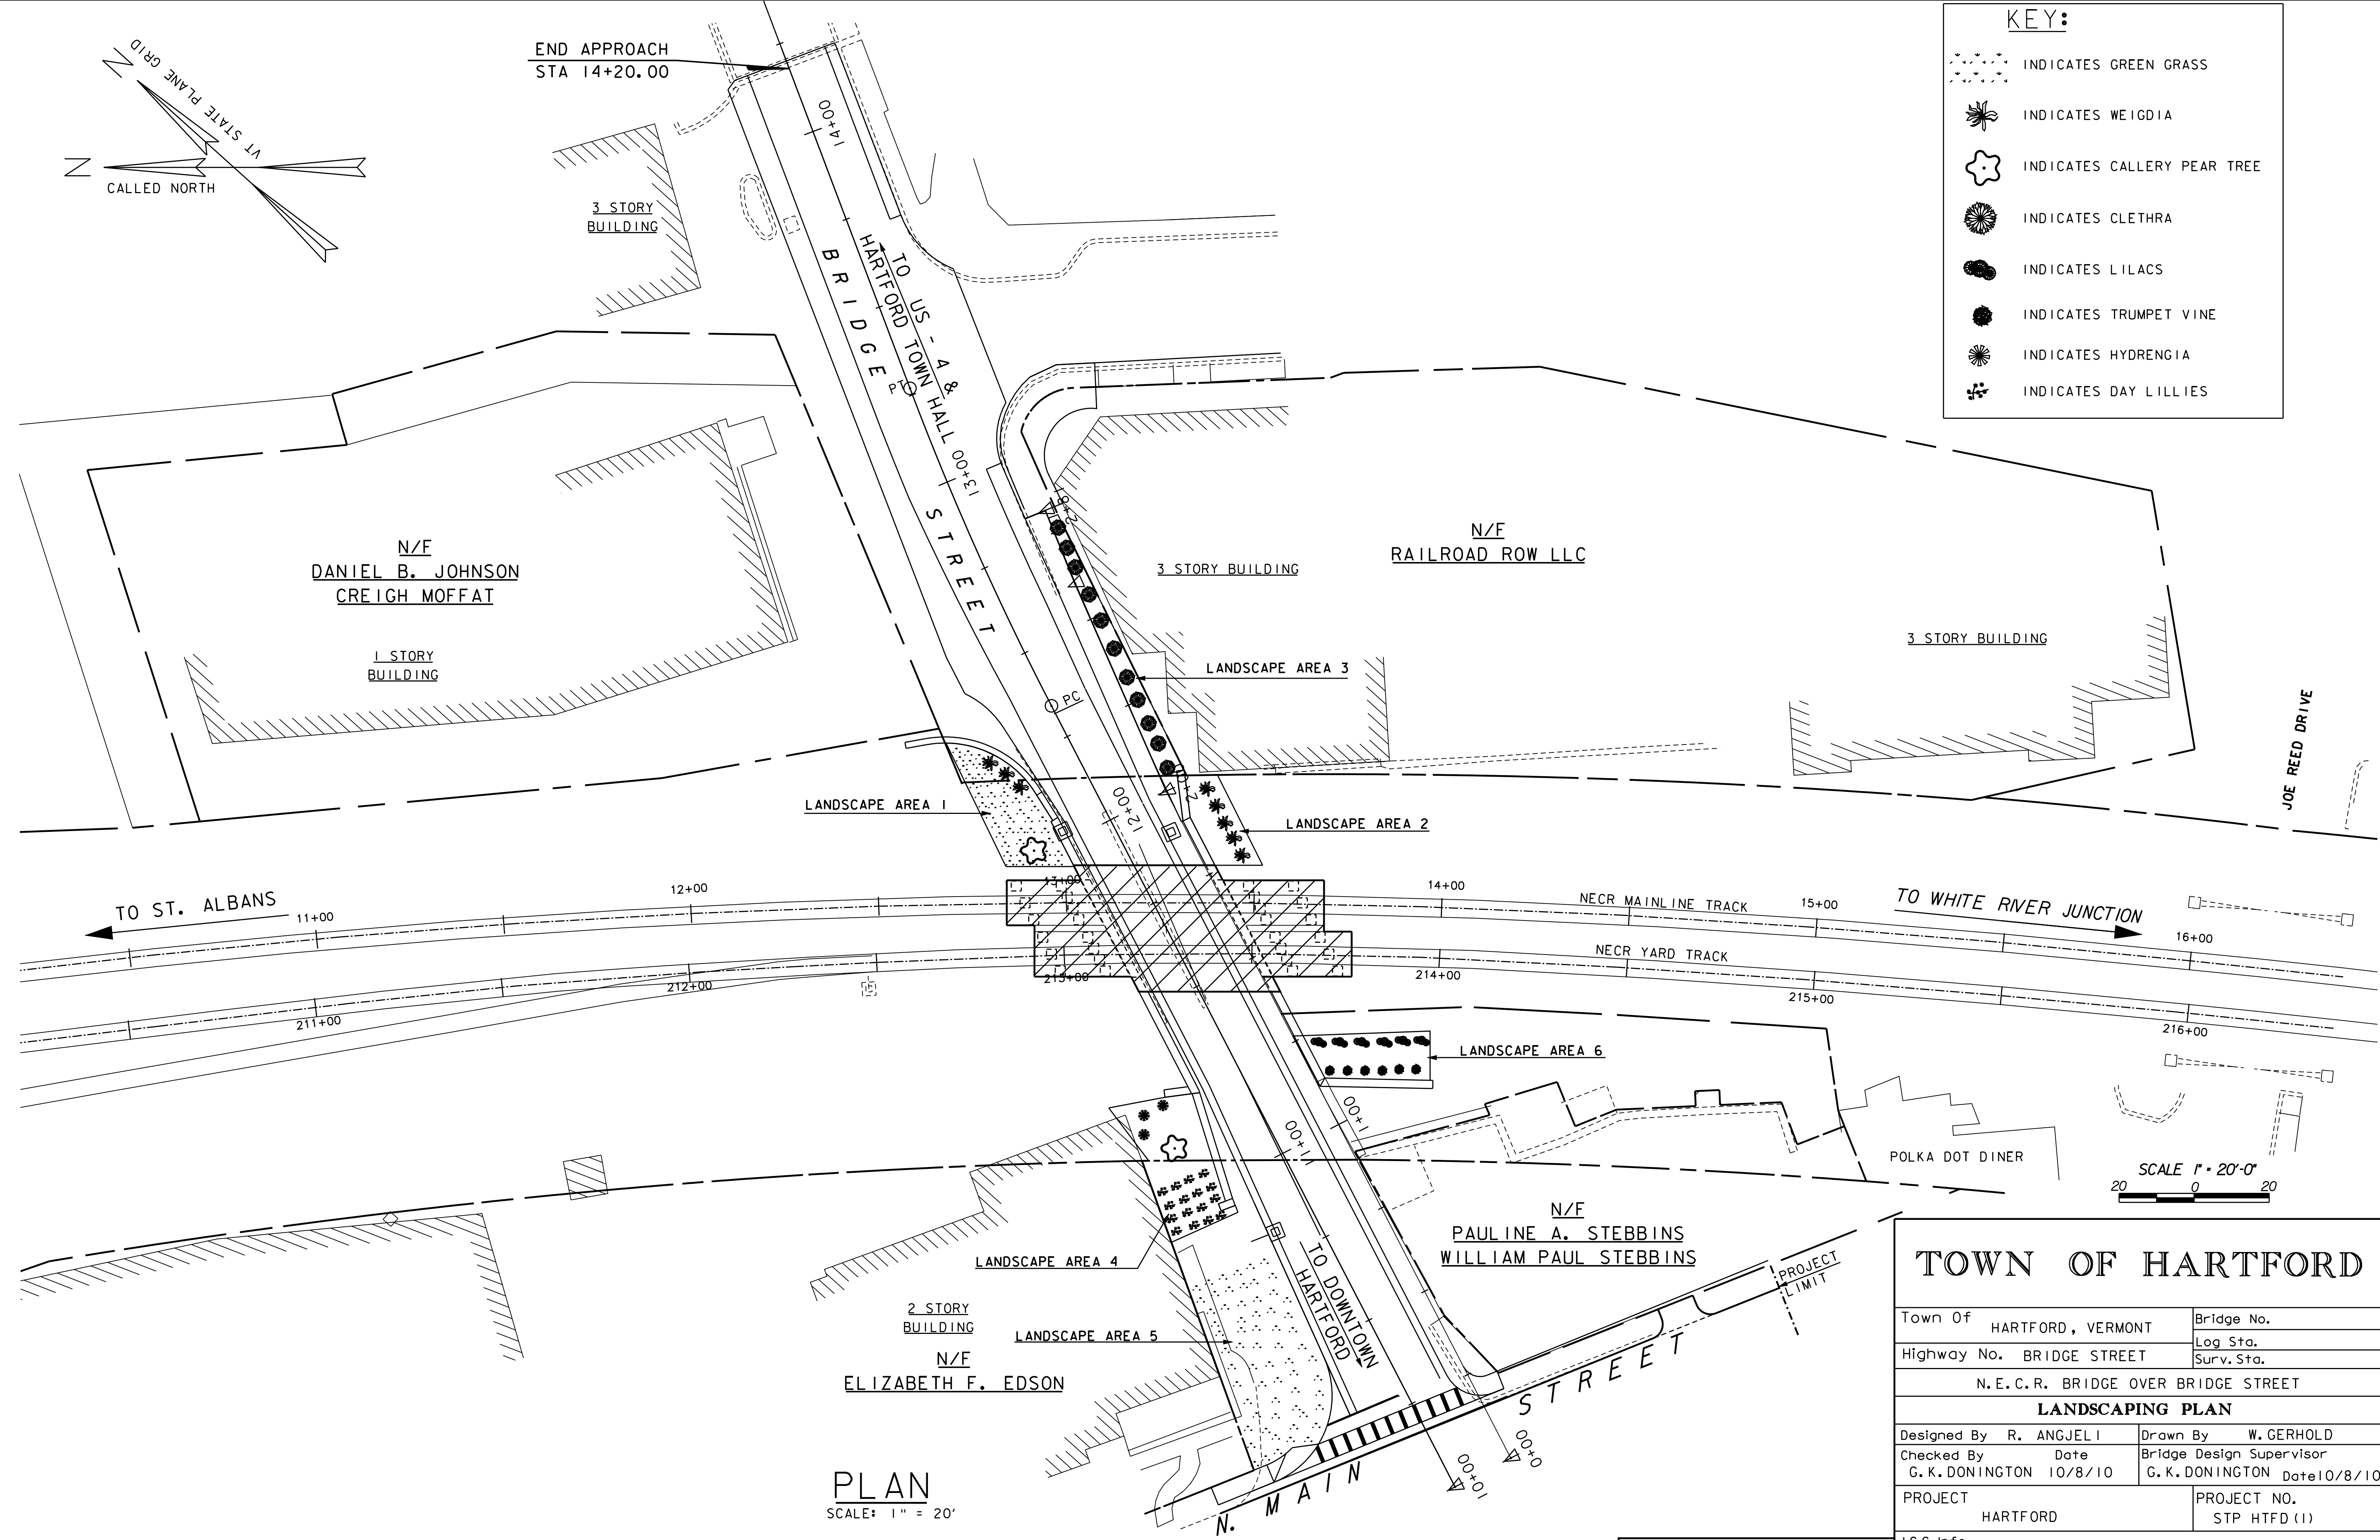 KEY:
INDICATES GREEN GRASS
INDICATES WEIGDIA
INDICATES CALLERY PEAR TREE
INDICATES CLETHRA
INDICATES LILACS
INDICATES TRUMPET VINE
INDICATES HYDRENGIA
INDICATES DAY LILLIES
N
VT STATE PLANE GRID
N
CALLED NORTH
END APPROACH
STA 14+20.00
14+00
3 STORY
BUILDING
BRIDGE STREET
TO US - 4 &
HARTFORD TOWN HALL
PT
13+00
N/F
DANIEL B. JOHNSON
CREIGH MOFFAT
1 STORY
BUILDING
N/F
RAILROAD ROW LLC
3 STORY BUILDING
3 STORY BUILDING
LANDSCAPE AREA 3
PC
JOE REED DRIVE
LANDSCAPE AREA 1
12+00
LANDSCAPE AREA 2
TO ST. ALBANS
11+00
12+00
13+00
14+00
NECR MAINLINE TRACK
15+00
TO WHITE RIVER JUNCTION
16+00
211+00
212+00
213+00
214+00
NECR YARD TRACK
215+00
216+00
LANDSCAPE AREA 6
1+00
11+00
POLKA DOT DINER
SCALE 1" = 20'-0"
20 0 20
N/F
PAULINE A. STEBBINS
WILLIAM PAUL STEBBINS
PROJECT
LIMIT
LANDSCAPE AREA 4
2 STORY
BUILDING
LANDSCAPE AREA 5
N/F
ELIZABETH F. EDSON
TO DOWNTOWN
HARTFORD
N. MAIN STREET
0+00
10+00
PLAN
SCALE: 1" = 20'
TOWN OF HARTFORD
Town Of HARTFORD, VERMONT
Bridge No.
Log Sta.
Highway No. BRIDGE STREET
Surv. Sta.
N.E.C.R. BRIDGE OVER BRIDGE STREET
LANDSCAPING PLAN
Designed By R. ANGJELI
Drawn By W.GERHOLD
Checked By Date
G.K.DONINGTON 10/8/10
Bridge Design Supervisor
G.K.DONINGTON Date10/8/10
PROJECT
HARTFORD
PROJECT NO.
STP HTFD(1)